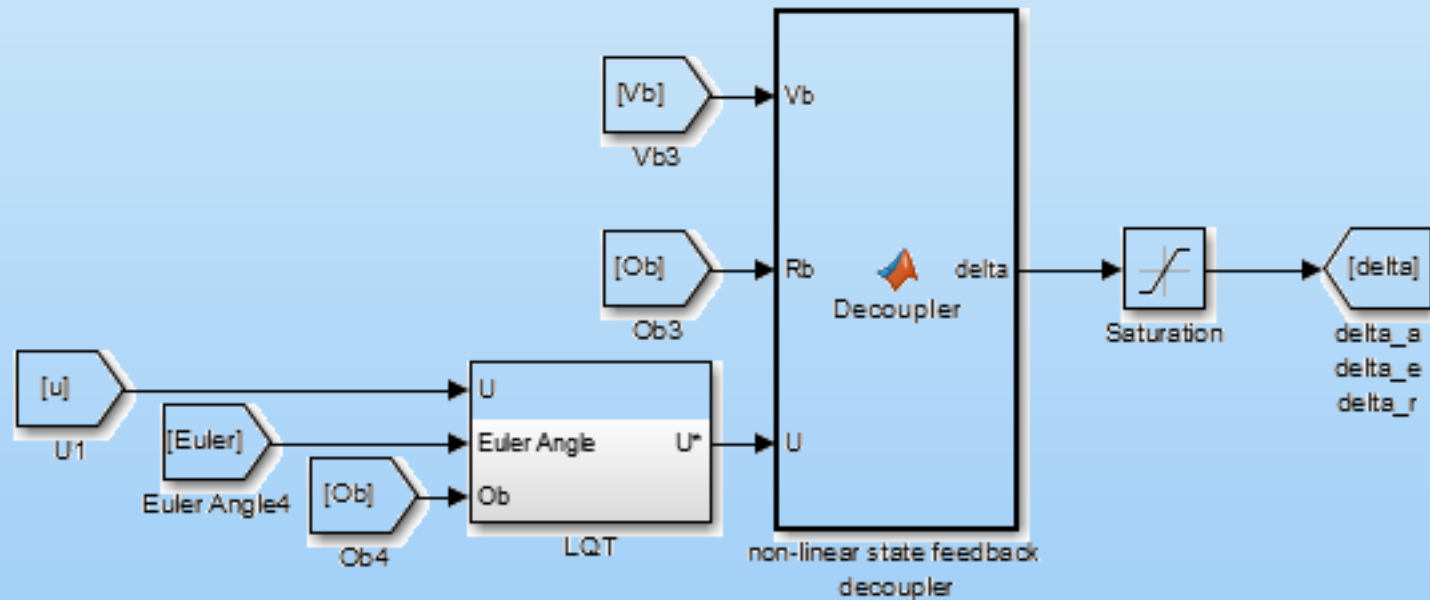 [Vb]
Vb3
Vb
[Ob]
Ob3
Rb
Decoupler
delta
Saturation
[delta]
delta_a
delta_e
delta_r
[u]
U1
U
[Euler]
Euler Angle4
Euler Angle
U*
U
[Ob]
Ob4
Ob
LQT
non-linear state feedback
decoupler